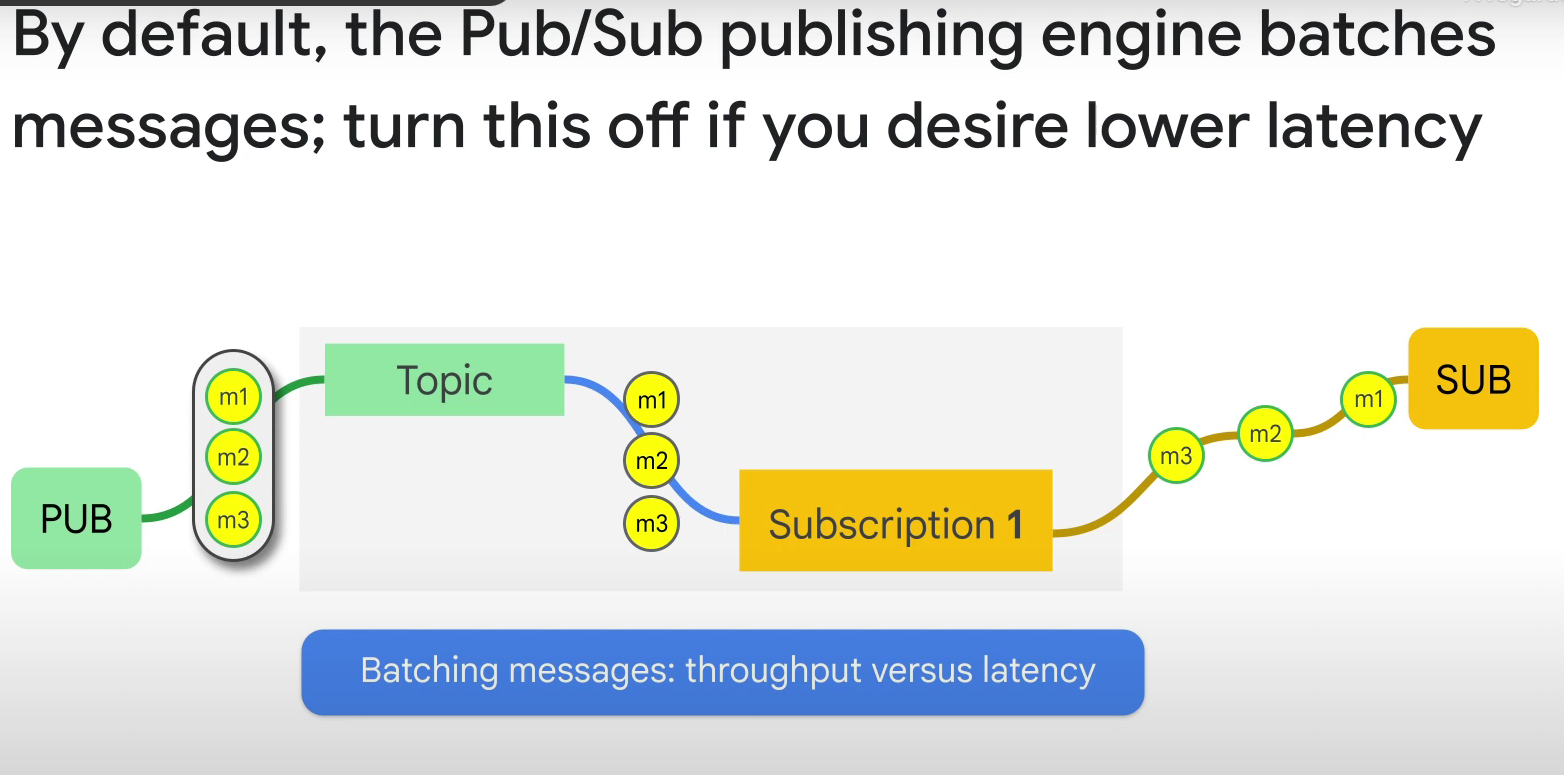 By default, the Pub/Sub publishing engine batches
messages; turn this off if you desire lower latency
m1
m2
m3
PUB
Topic
m1
m2
m3
Subscription 1
m3
m2
m1
SUB
Batching messages: throughput versus latency